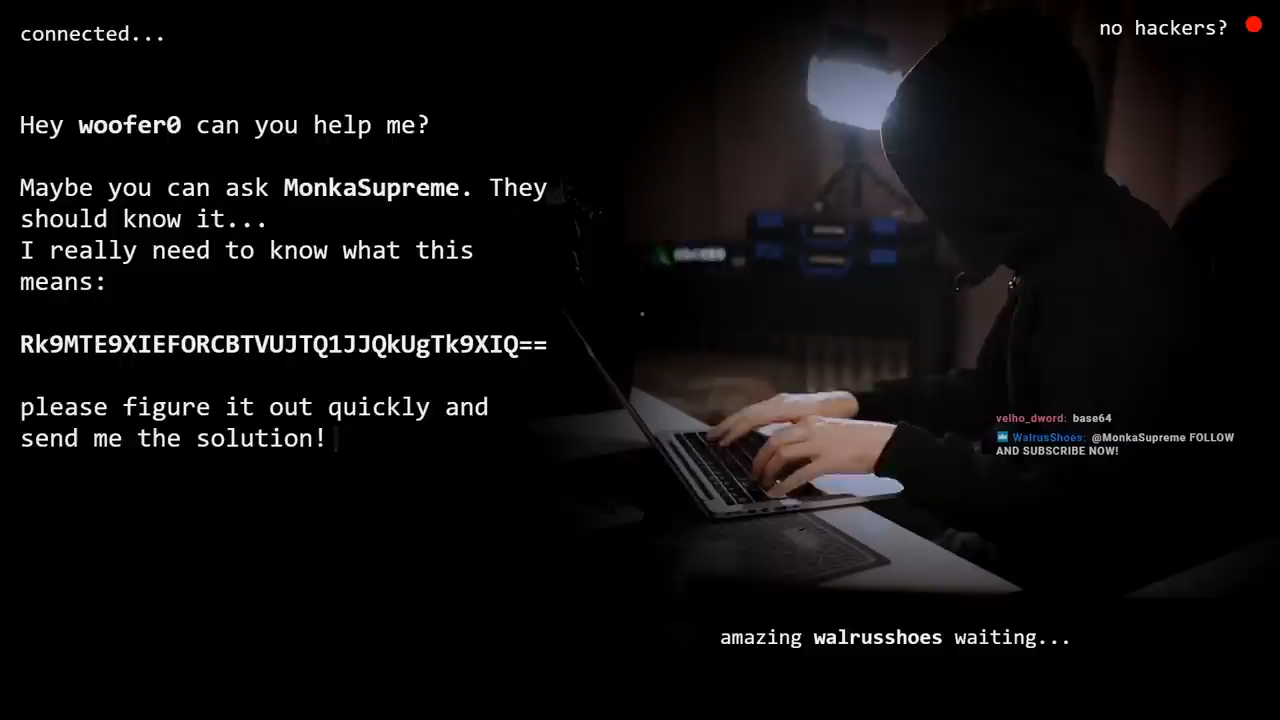 connected...
no hackers?
Hey woofer0 can you help me?
Maybe you can ask MonkaSupreme. They
should know it...
I really need to know what this
means:
Rk9MTE9XIEFORCBTVUJTQ1JJQkUgTk9XIQ==
please figure it out quickly and
send me the solution!
velho_dword: base64
WalrusShoes: @MonkaSupreme FOLLOW
AND SUBSCRIBE NOW!
amazing walrusshoes waiting...